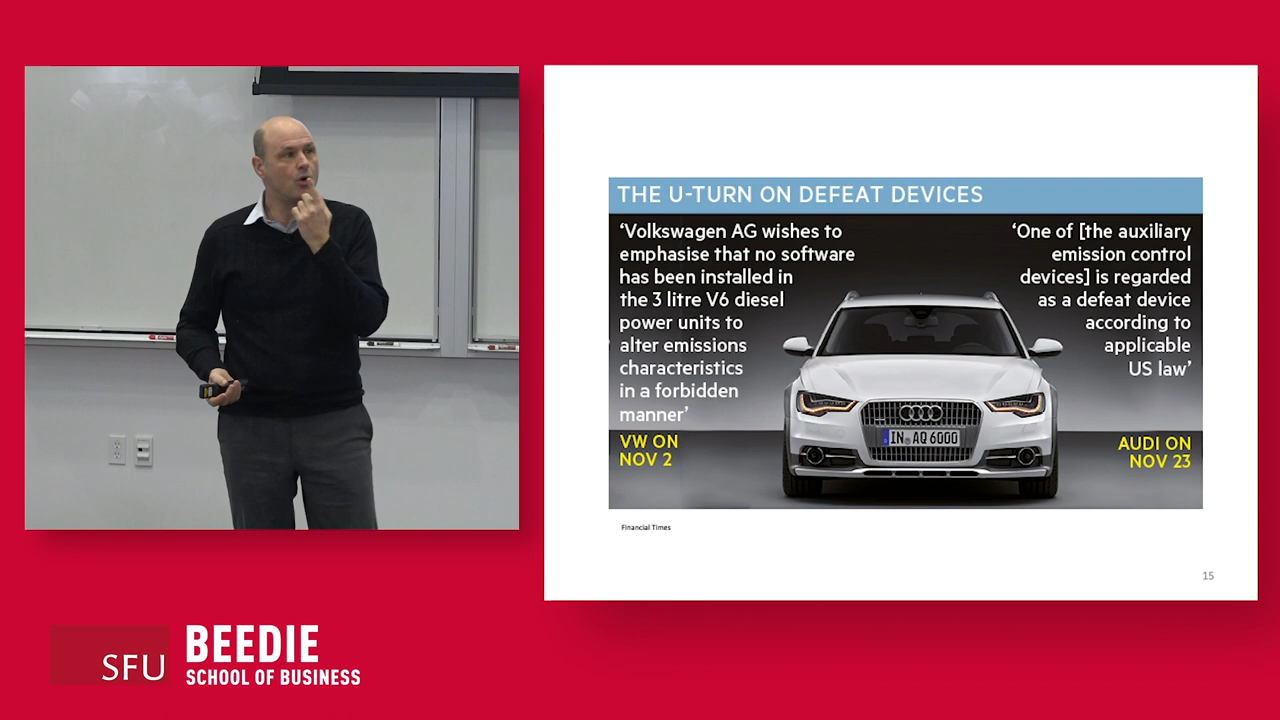 THE U-TURN ON DEFEAT DEVICES
‘Volkswagen AG wishes to
emphasise that no software
has been installed in
the 3 litre V6 diesel
power units to
alter emissions
characteristics
in a forbidden
manner’
VW ON
NOV 2
‘One of [the auxiliary
emission control
devices] is regarded
as a defeat device
according to
applicable
US law’
AUDI ON
NOV 23
IN AQ 6000
Financial Times
15
SFU
BEEDIE
SCHOOL OF BUSINESS